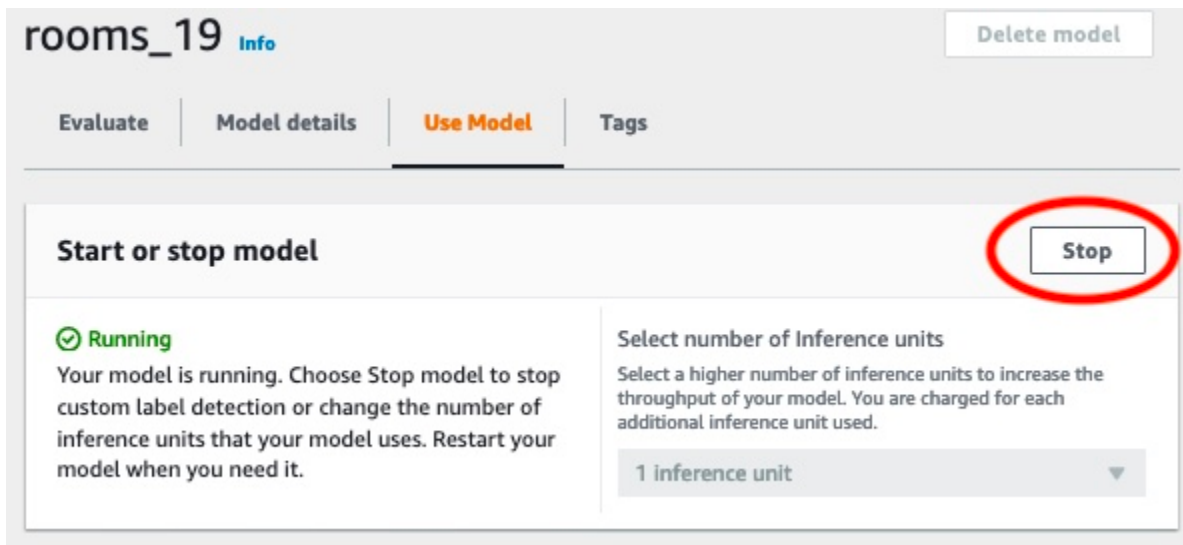 rooms_19 Info
Delete model
Evaluate
Model details
Use Model
Tags
Start or stop model
Stop
Running
Your model is running. Choose Stop model to stop
custom label detection or change the number of
inference units that your model uses. Restart your
model when you need it.
Select number of Inference units
Select a higher number of inference units to increase the
throughput of your model. You are charged for each
additional inference unit used.
1 inference unit